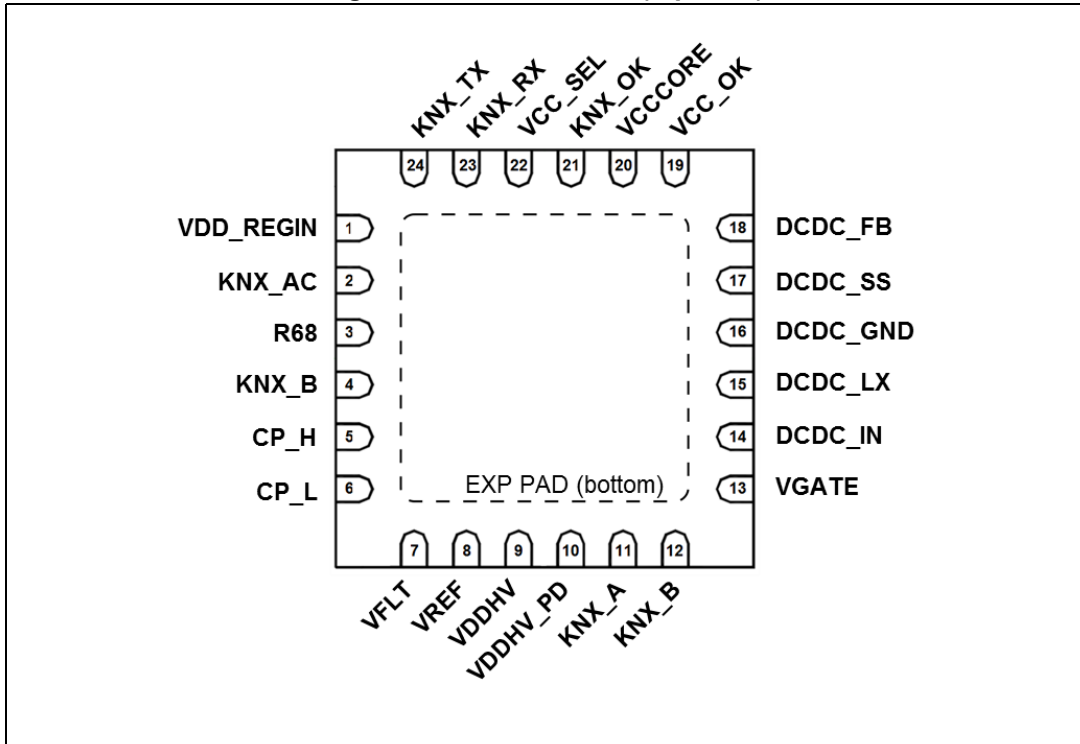 KNX_TX
KNX_RX
VCC_SEL
KNX_OK
VCCCORE
VCC_OK
24
23
22
21
20
19
VDD_REGIN
1
KNX_AC
2
R68
3
KNX_B
4
CP_H
5
CP_L
6
18
DCDC_FB
17
DCDC_SS
16
DCDC_GND
15
DCDC_LX
14
DCDC_IN
13
VGATE
EXP PAD (bottom)
7
8
9
10
11
12
VFLT
VREF
VDDHV
VDDHV_PD
KNX_A
KNX_B